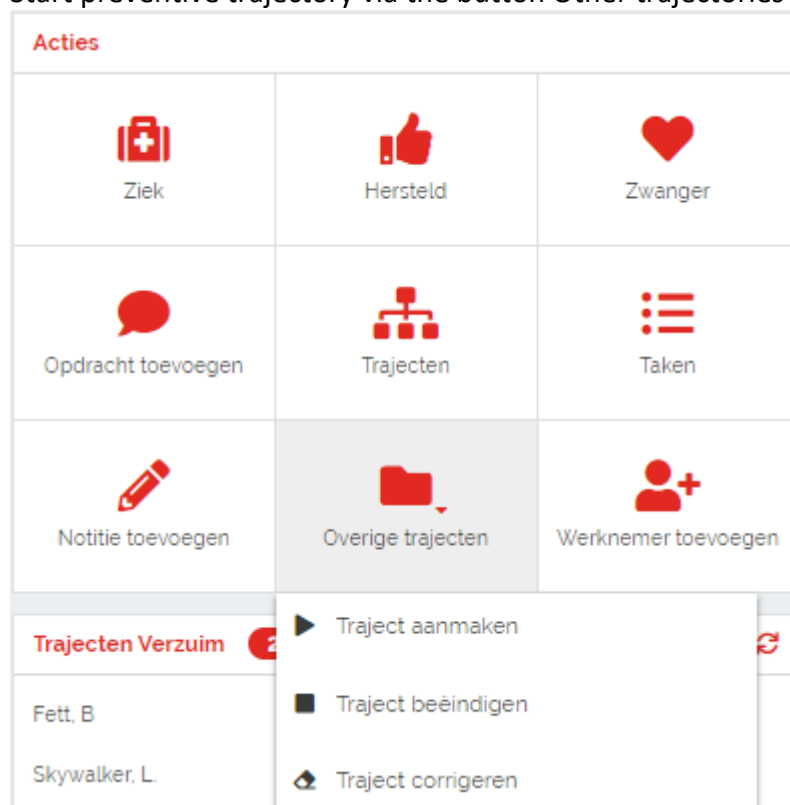 Start preventive trajectory via the button Other trajectories
Acties
Ziek
Hersteld
Zwanger
Opdracht toevoegen
Trajecten
Taken
Notitie toevoegen
Overige trajecten
Werknemer toevoegen
Trajecten Verzuim
Traject aanmaken
Fett, B
Traject beëindigen
Skywalker, L.
Traject corrigeren